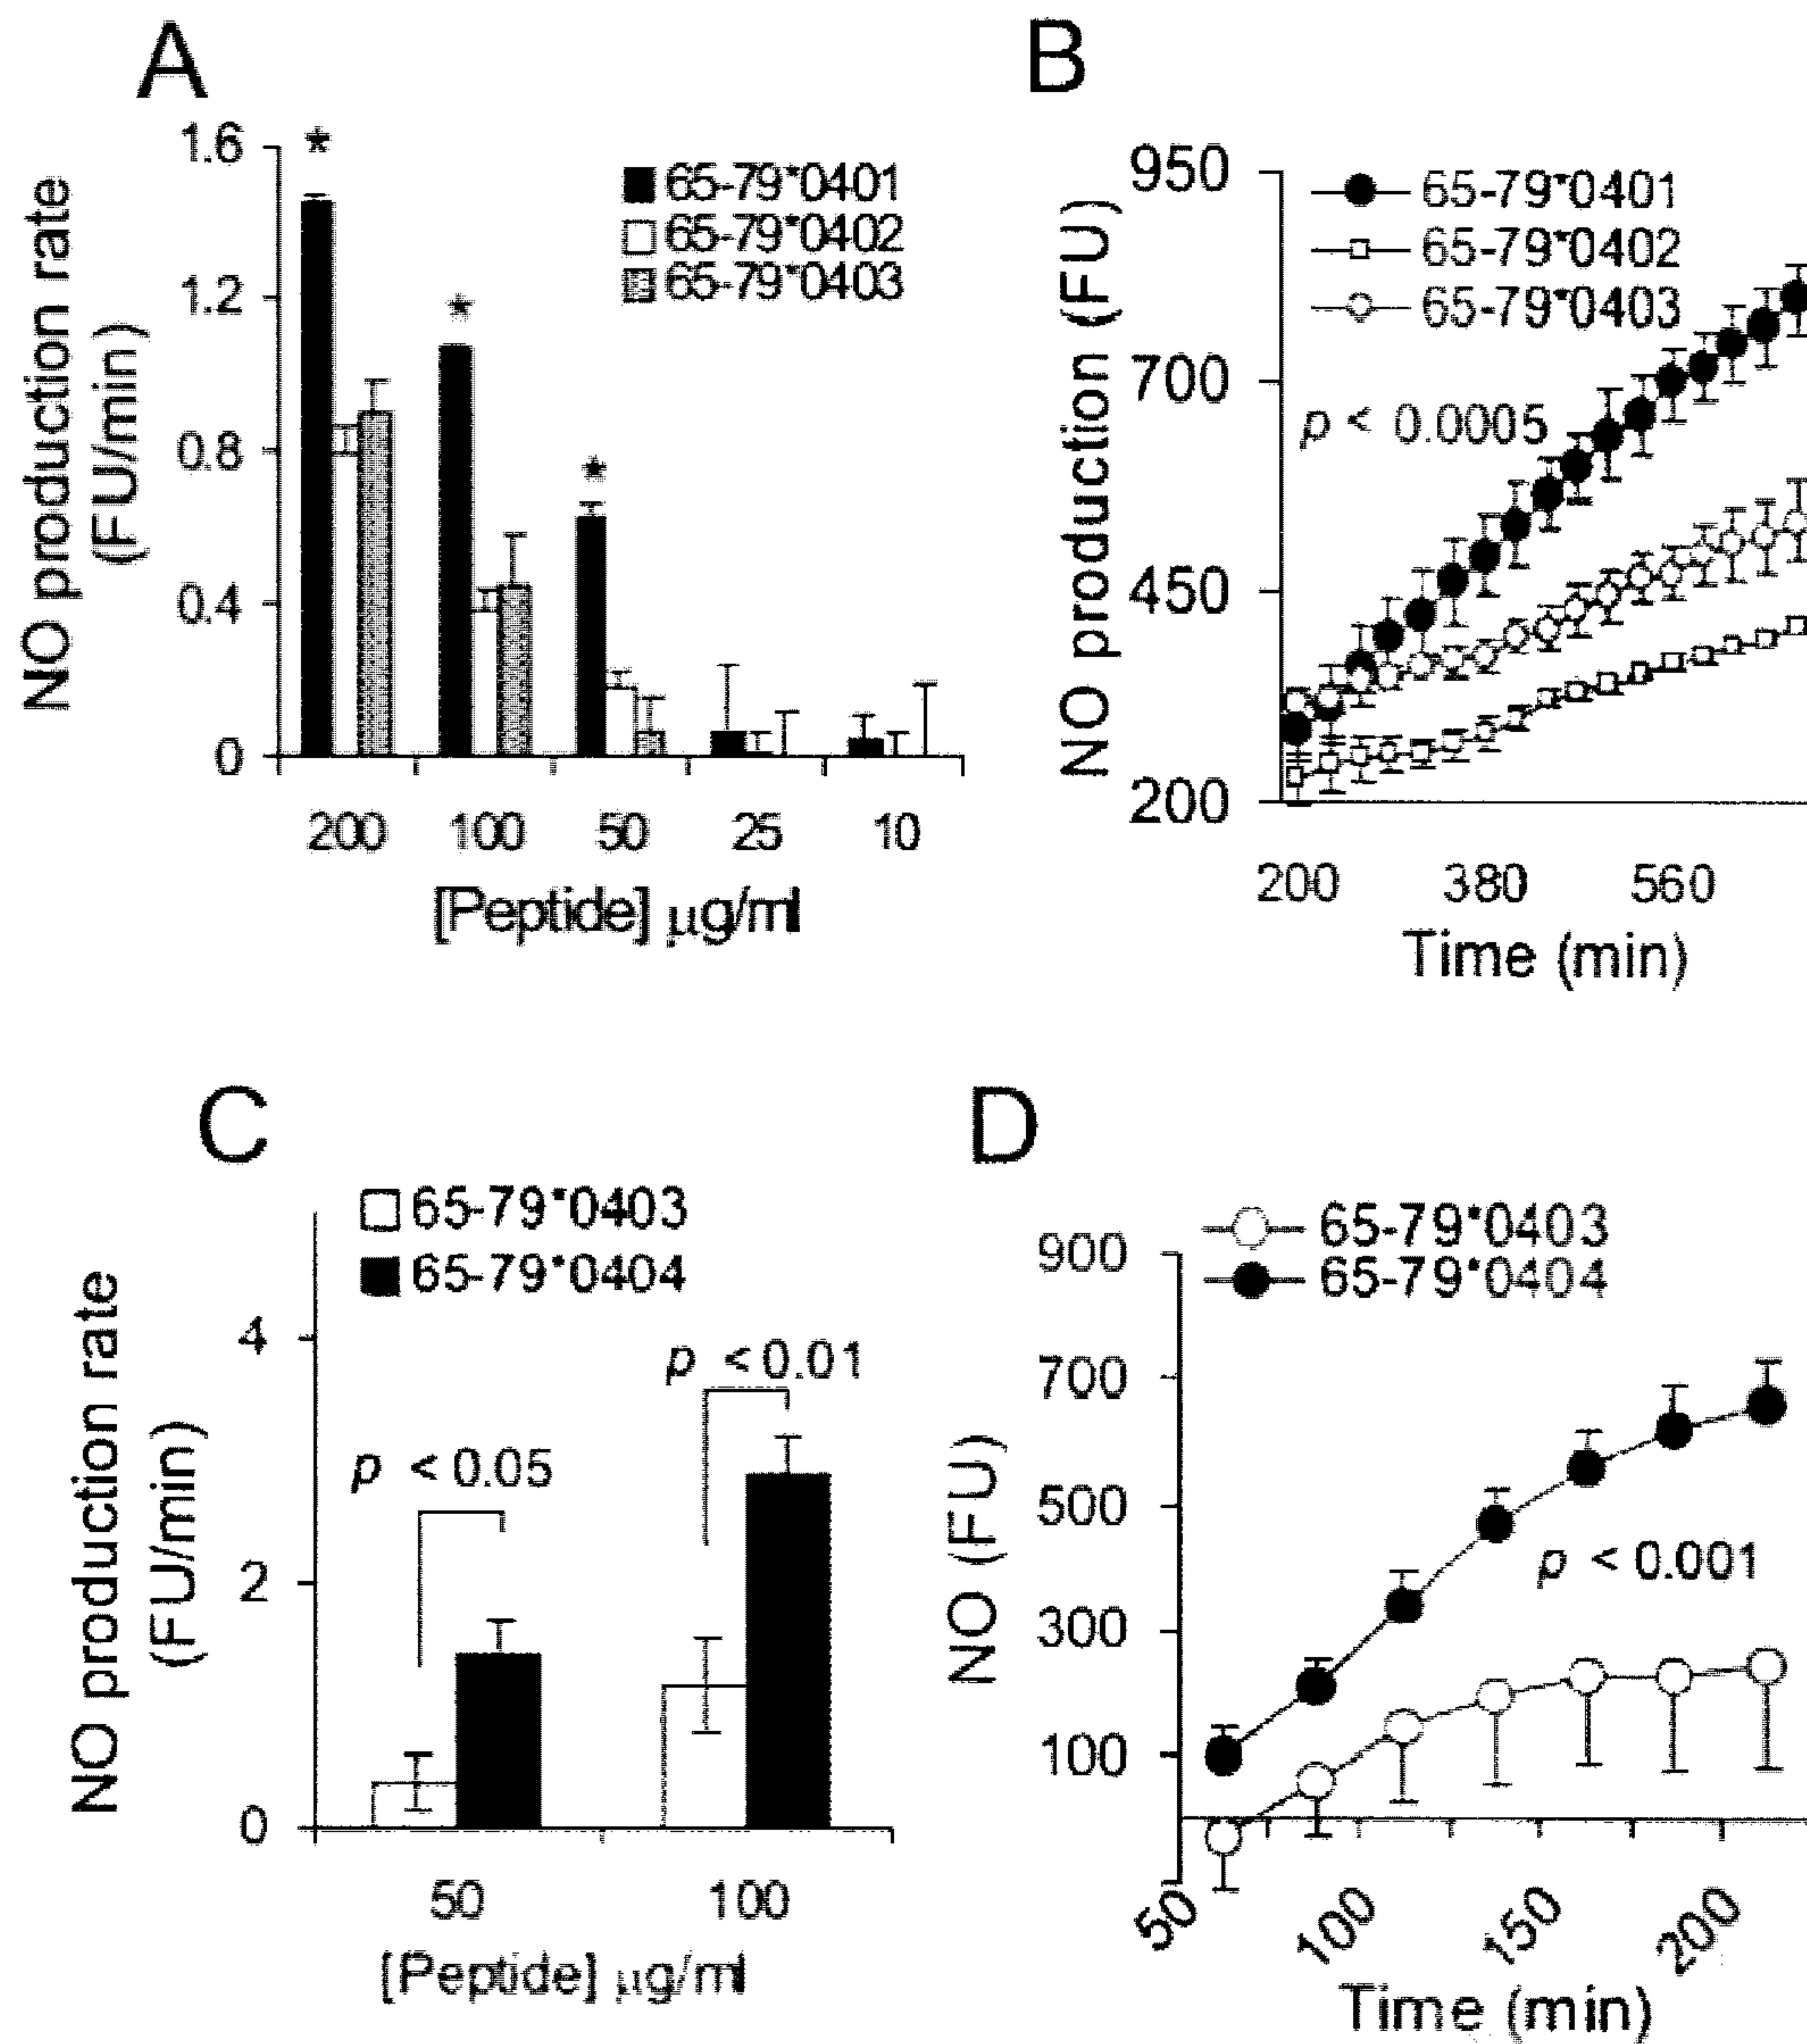 A
NO production rate
(FU/min)
1.6
1.2
0.8
0.4
0
*
*
*
65-79*0401
65-79*0402
65-79*0403
200 100 50 25 10
[Peptide] μg/ml
B
NO production (FU)
950
700
450
200
65-79*0401
65-79*0402
65-79*0403
p < 0.0005
200 380 560
Time (min)
C
65-79*0403
65-79*0404
NO production rate
(FU/min)
4
2
0
p < 0.05
p < 0.01
50 100
[Peptide] μg/ml
D
65-79*0403
65-79*0404
NO (FU)
900
700
500
300
100
p < 0.001
50 100 150 200
Time (min)